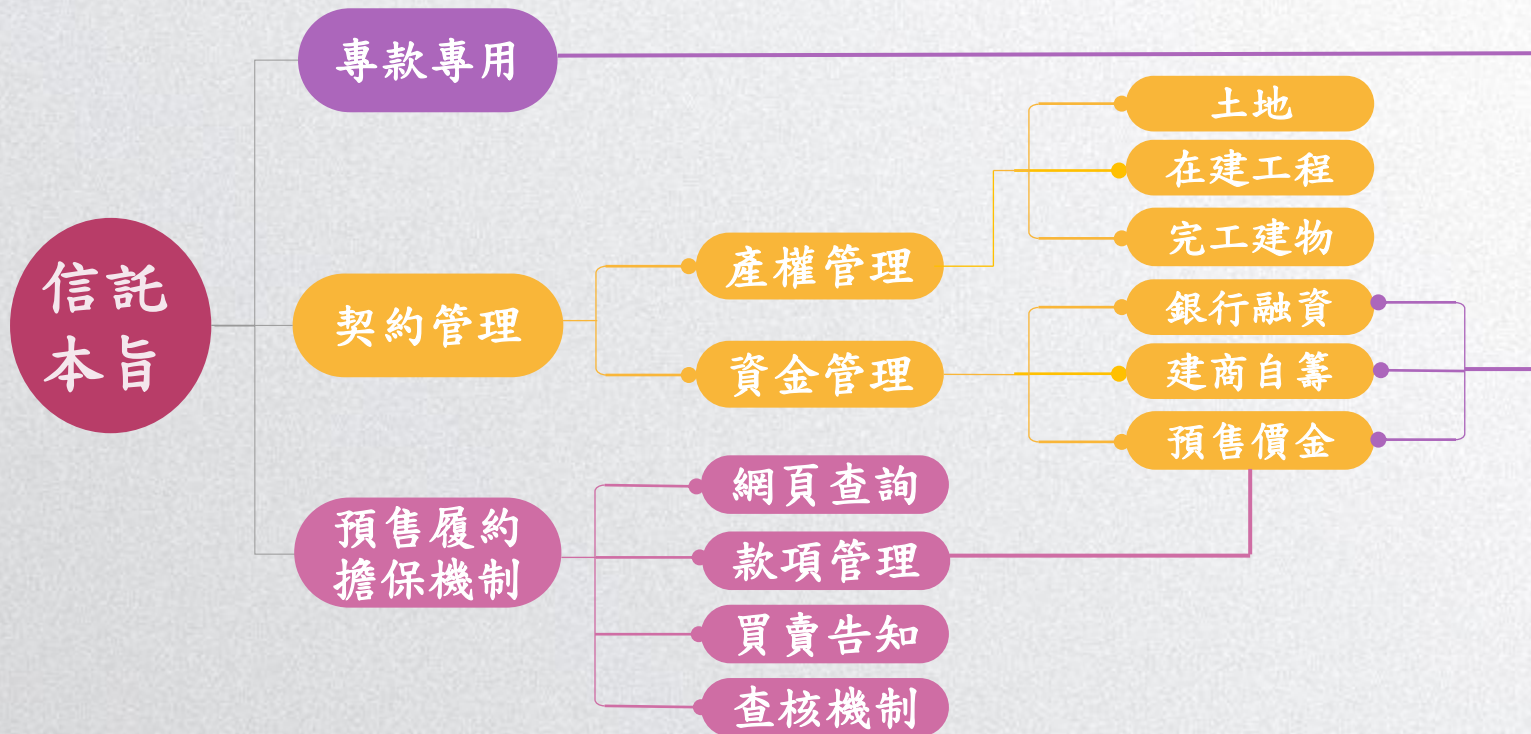 專款專用
土地
在建工程
完工建物
產權管理
信託
本旨
契約管理
銀行融資
資金管理
建商自籌
預售價金
網頁查詢
預售履約
擔保機制
款項管理
買賣告知
查核機制